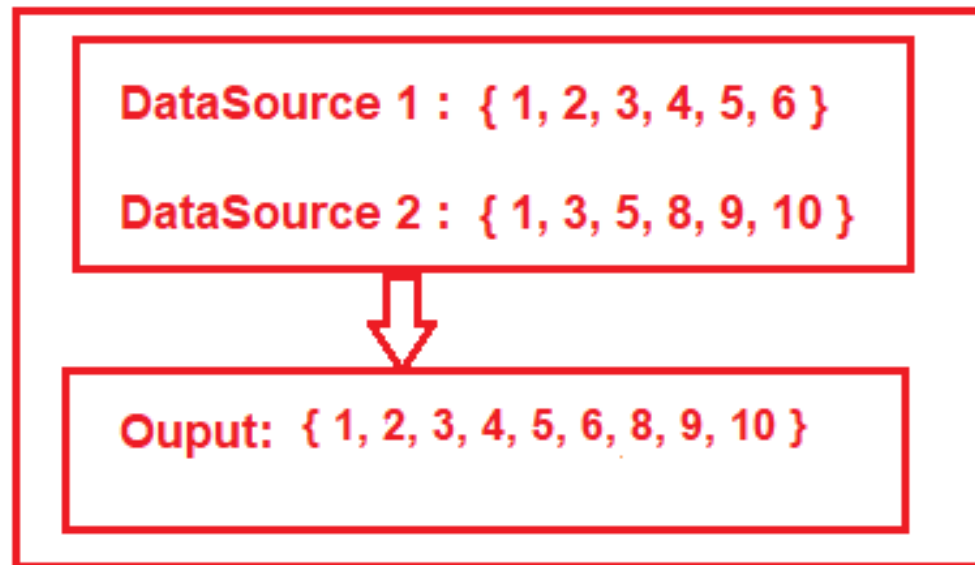 DataSource 1 : { 1, 2, 3, 4, 5, 6 }
DataSource 2 : { 1, 3, 5, 8, 9, 10 }
Ouput: { 1, 2, 3, 4, 5, 6, 8, 9, 10 }